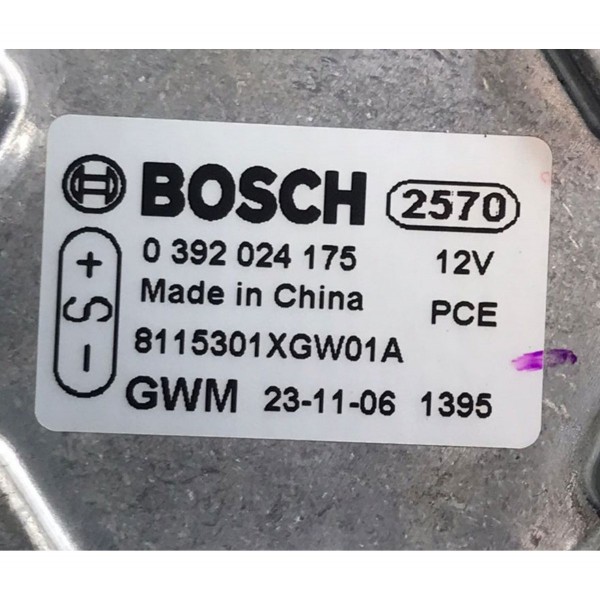 BOSCH 2570
0 392 024 175 12V
Made in China PCE
8115301XGW01A
GWM 23-11-06 1395
+ S -